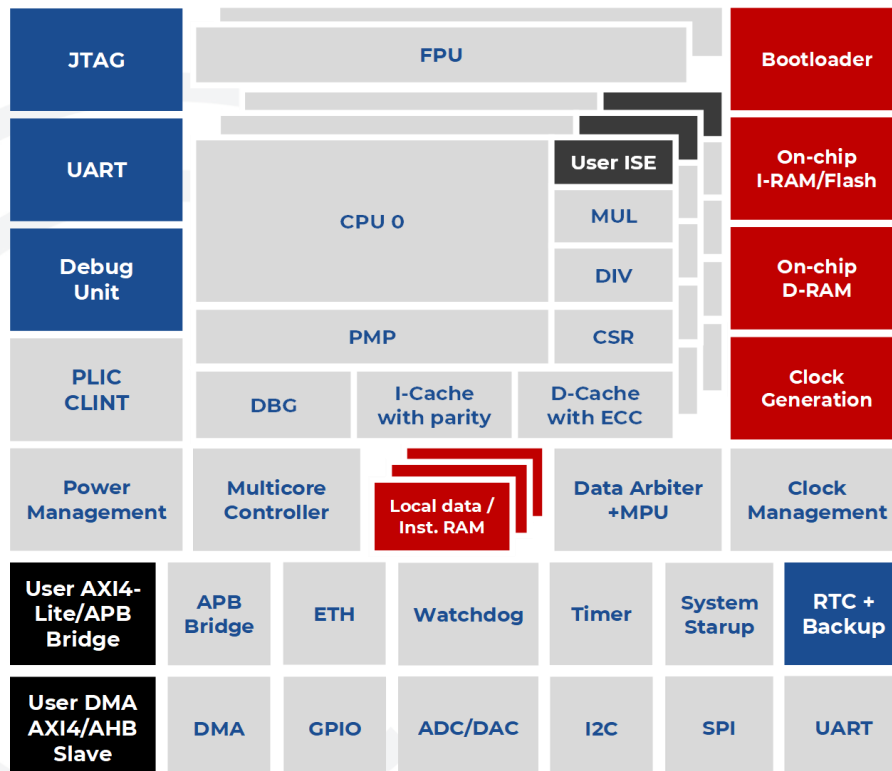 JTAG
FPU
Bootloader
UART
User ISE
On-chip
I-RAM/Flash
CPU 0
MUL
Debug
Unit
DIV
On-chip
D-RAM
PMP
CSR
PLIC
CLINT
DBG
I-Cache
with parity
D-Cache
with ECC
Clock
Generation
Power
Management
Multicore
Controller
Local data /
Inst. RAM
Data Arbiter
+MPU
Clock
Management
User AXI4-
Lite/APB
Bridge
APB
Bridge
ETH
Watchdog
Timer
System
Starup
RTC +
Backup
User DMA
AXI4/AHB
Slave
DMA
GPIO
ADC/DAC
I2C
SPI
UART